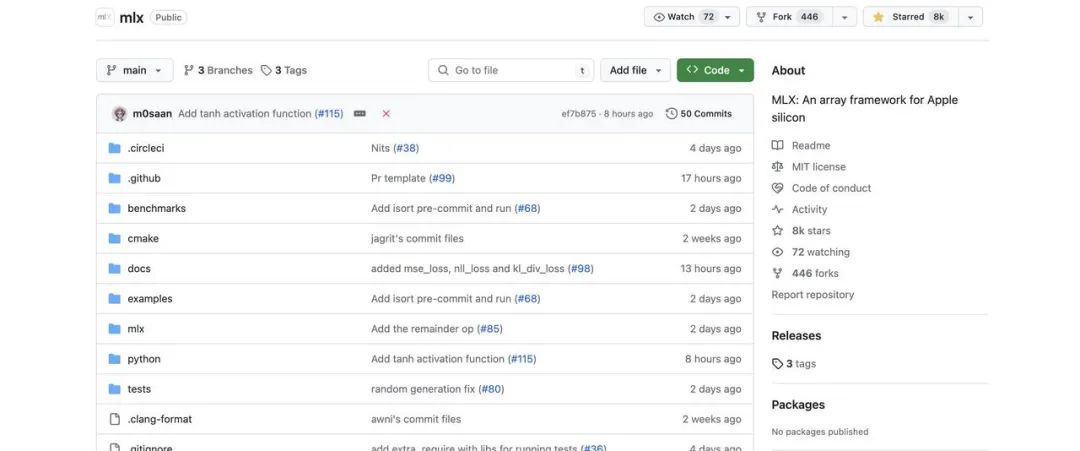 mlx mlx Public Watch 72 Fork 446 Starred 8k
main 3 Branches 3 Tags Go to file t Add file <> Code About
MLX: An array framework for Apple
silicon
m0saan Add tanh activation function (#115) ef7b875 · 8 hours ago 50 Commits
.circleci Nits (#38) 4 days ago
.github Pr template (#99) 17 hours ago
benchmarks Add isort pre-commit and run (#68) 2 days ago
cmake jagrit's commit files 2 weeks ago
docs added mse_loss, nll_loss and kl_div_loss (#98) 13 hours ago
examples Add isort pre-commit and run (#68) 2 days ago
mlx Add the remainder op (#85) 2 days ago
python Add tanh activation function (#115) 8 hours ago
tests random generation fix (#80) 2 days ago
.clang-format awni's commit files 2 weeks ago
.gitignore add extra_require with libs for running tests (#36) 4 days ago
Readme
MIT license
Code of conduct
Activity
8k stars
72 watching
446 forks
Report repository
Releases
3 tags
Packages
No packages published